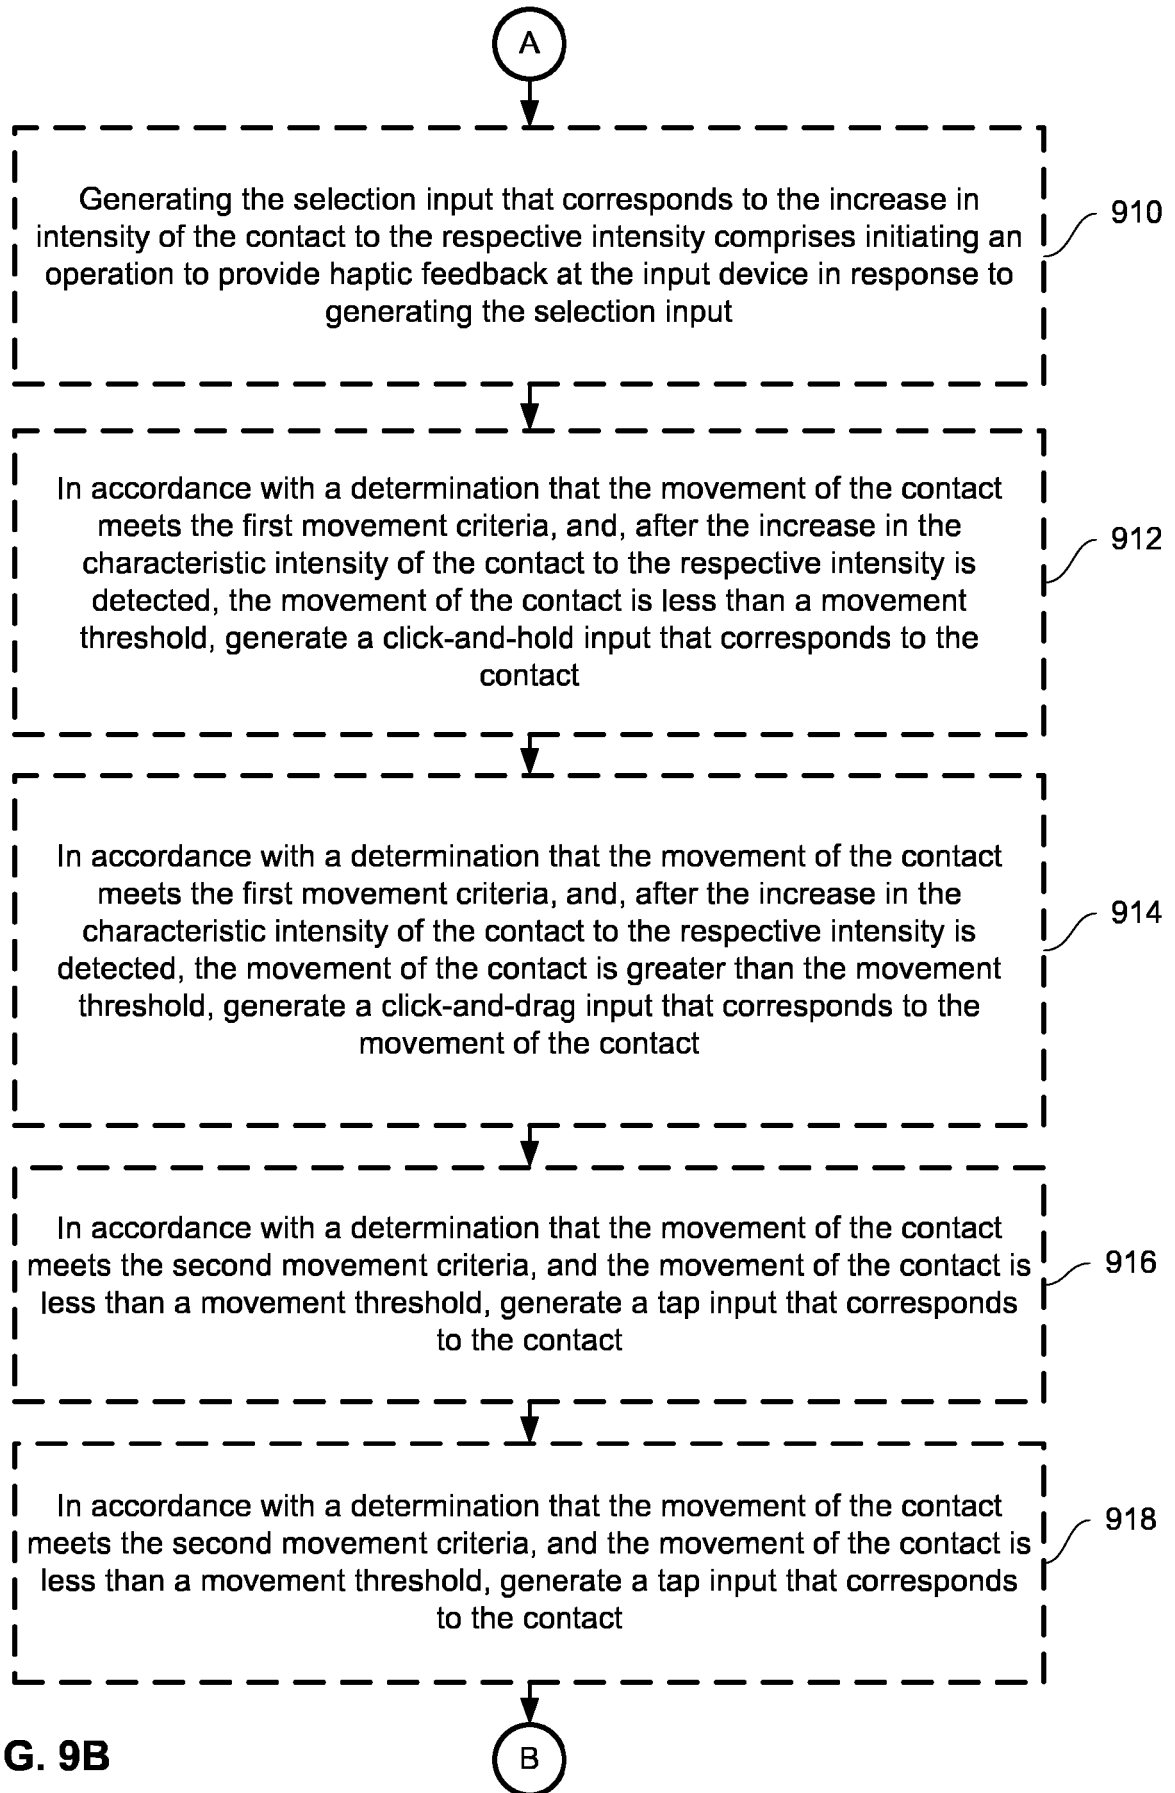 A
Generating the selection input that corresponds to the increase in
intensity of the contact to the respective intensity comprises initiating an
operation to provide haptic feedback at the input device in response to
generating the selection input
910
In accordance with a determination that the movement of the contact
meets the first movement criteria, and, after the increase in the
characteristic intensity of the contact to the respective intensity is
detected, the movement of the contact is less than a movement
threshold, generate a click-and-hold input that corresponds to the
contact
912
In accordance with a determination that the movement of the contact
meets the first movement criteria, and, after the increase in the
characteristic intensity of the contact to the respective intensity is
detected, the movement of the contact is greater than the movement
threshold, generate a click-and-drag input that corresponds to the
movement of the contact
914
In accordance with a determination that the movement of the contact
meets the second movement criteria, and the movement of the contact is
less than a movement threshold, generate a tap input that corresponds
to the contact
916
In accordance with a determination that the movement of the contact
meets the second movement criteria, and the movement of the contact is
less than a movement threshold, generate a tap input that corresponds
to the contact
918
G. 9B
B